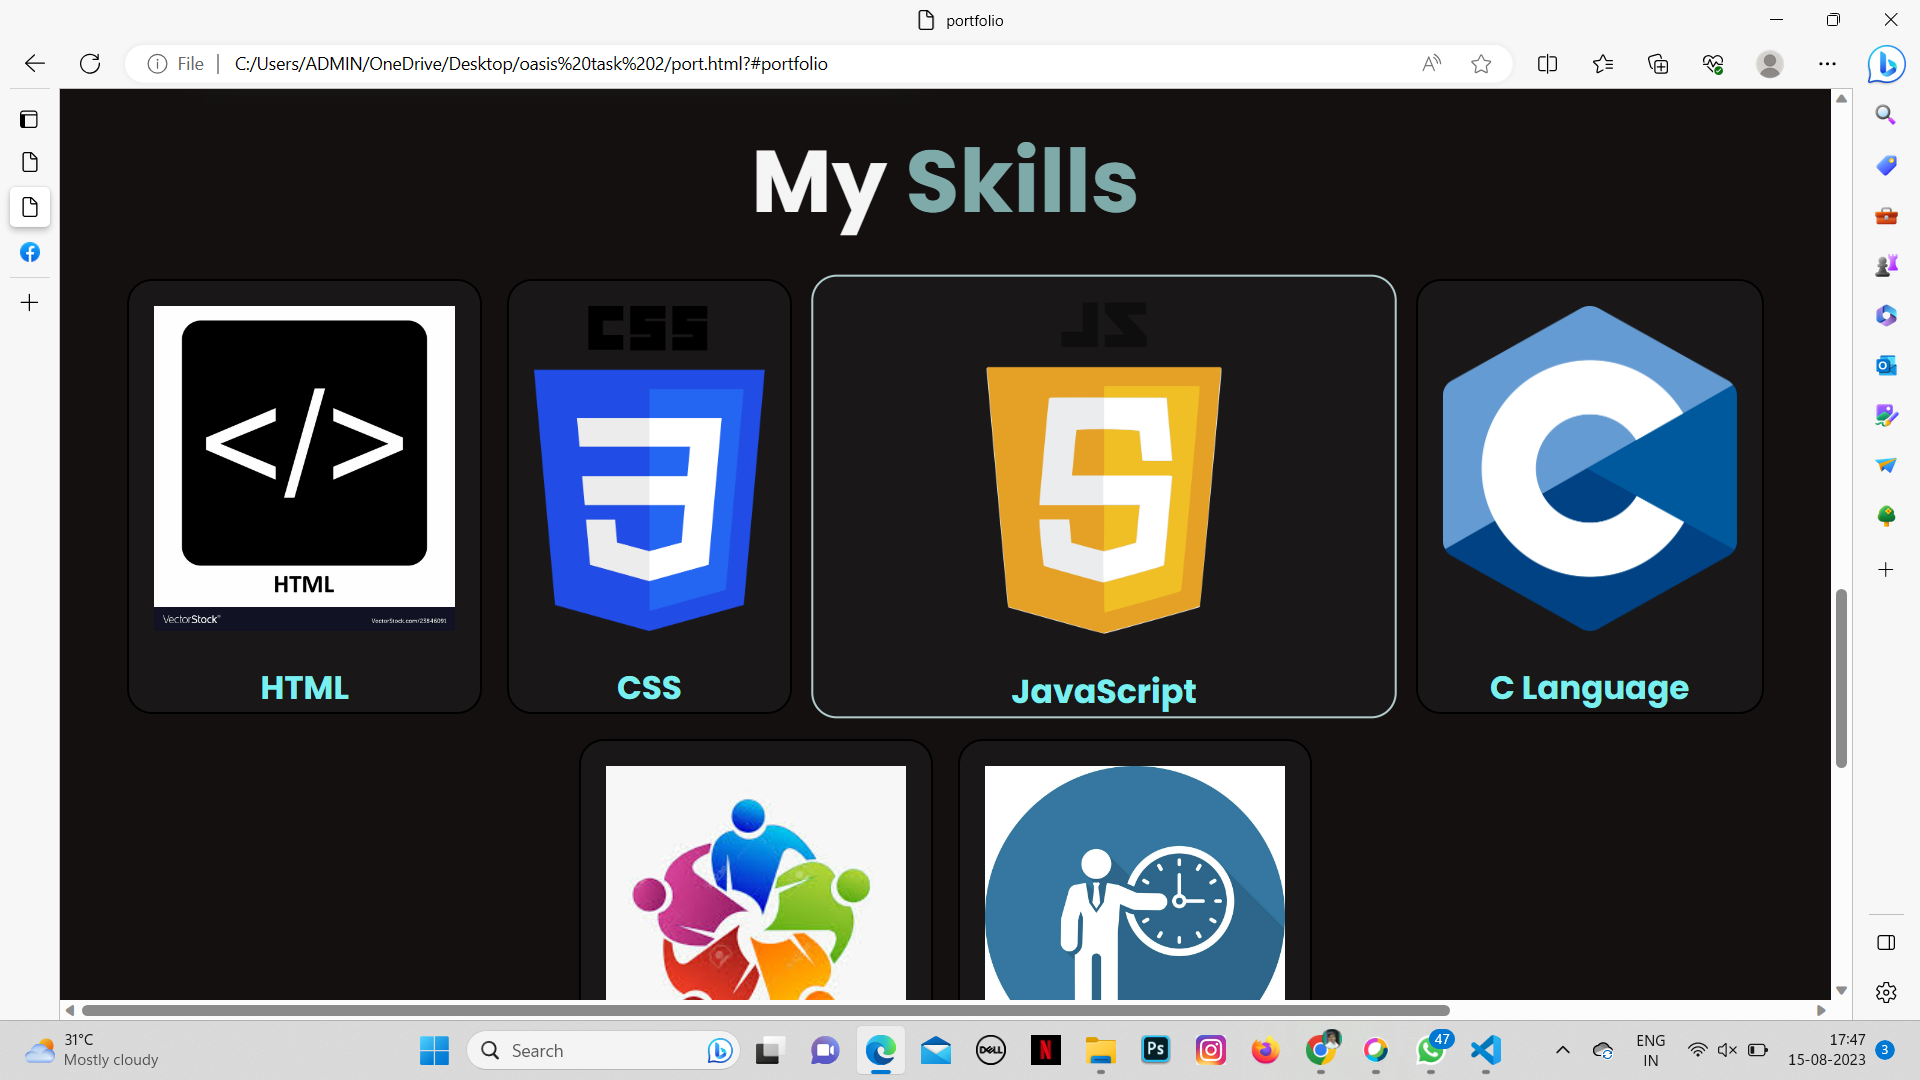 portfolio
File
C:/Users/ADMIN/OneDrive/Desktop/oasis%20task%202/port.html?#portfolio
My Skills
CSS
JS
</>
HTML
VectorStock®
VectorStock.com/23846091
HTML
CSS
JavaScript
C Language
31°C
Mostly cloudy
Search
DELL
N
Ps
47
ENG
IN
17:47
15-08-2023
3